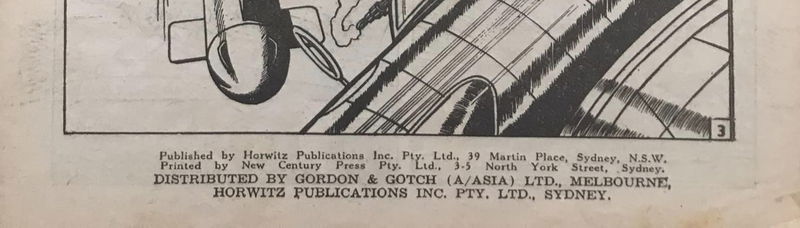 3
Published by Horwitz Publications Inc. Pty. Ltd., 39 Martin Place, Sydney, N.S.W.
Printed by New Century Press Pty. Ltd., 3-5 North York Street, Sydney.
DISTRIBUTED BY GORDON & GOTCH (A/ASIA) LTD., MELBOURNE,
HORWITZ PUBLICATIONS INC. PTY. LTD., SYDNEY.